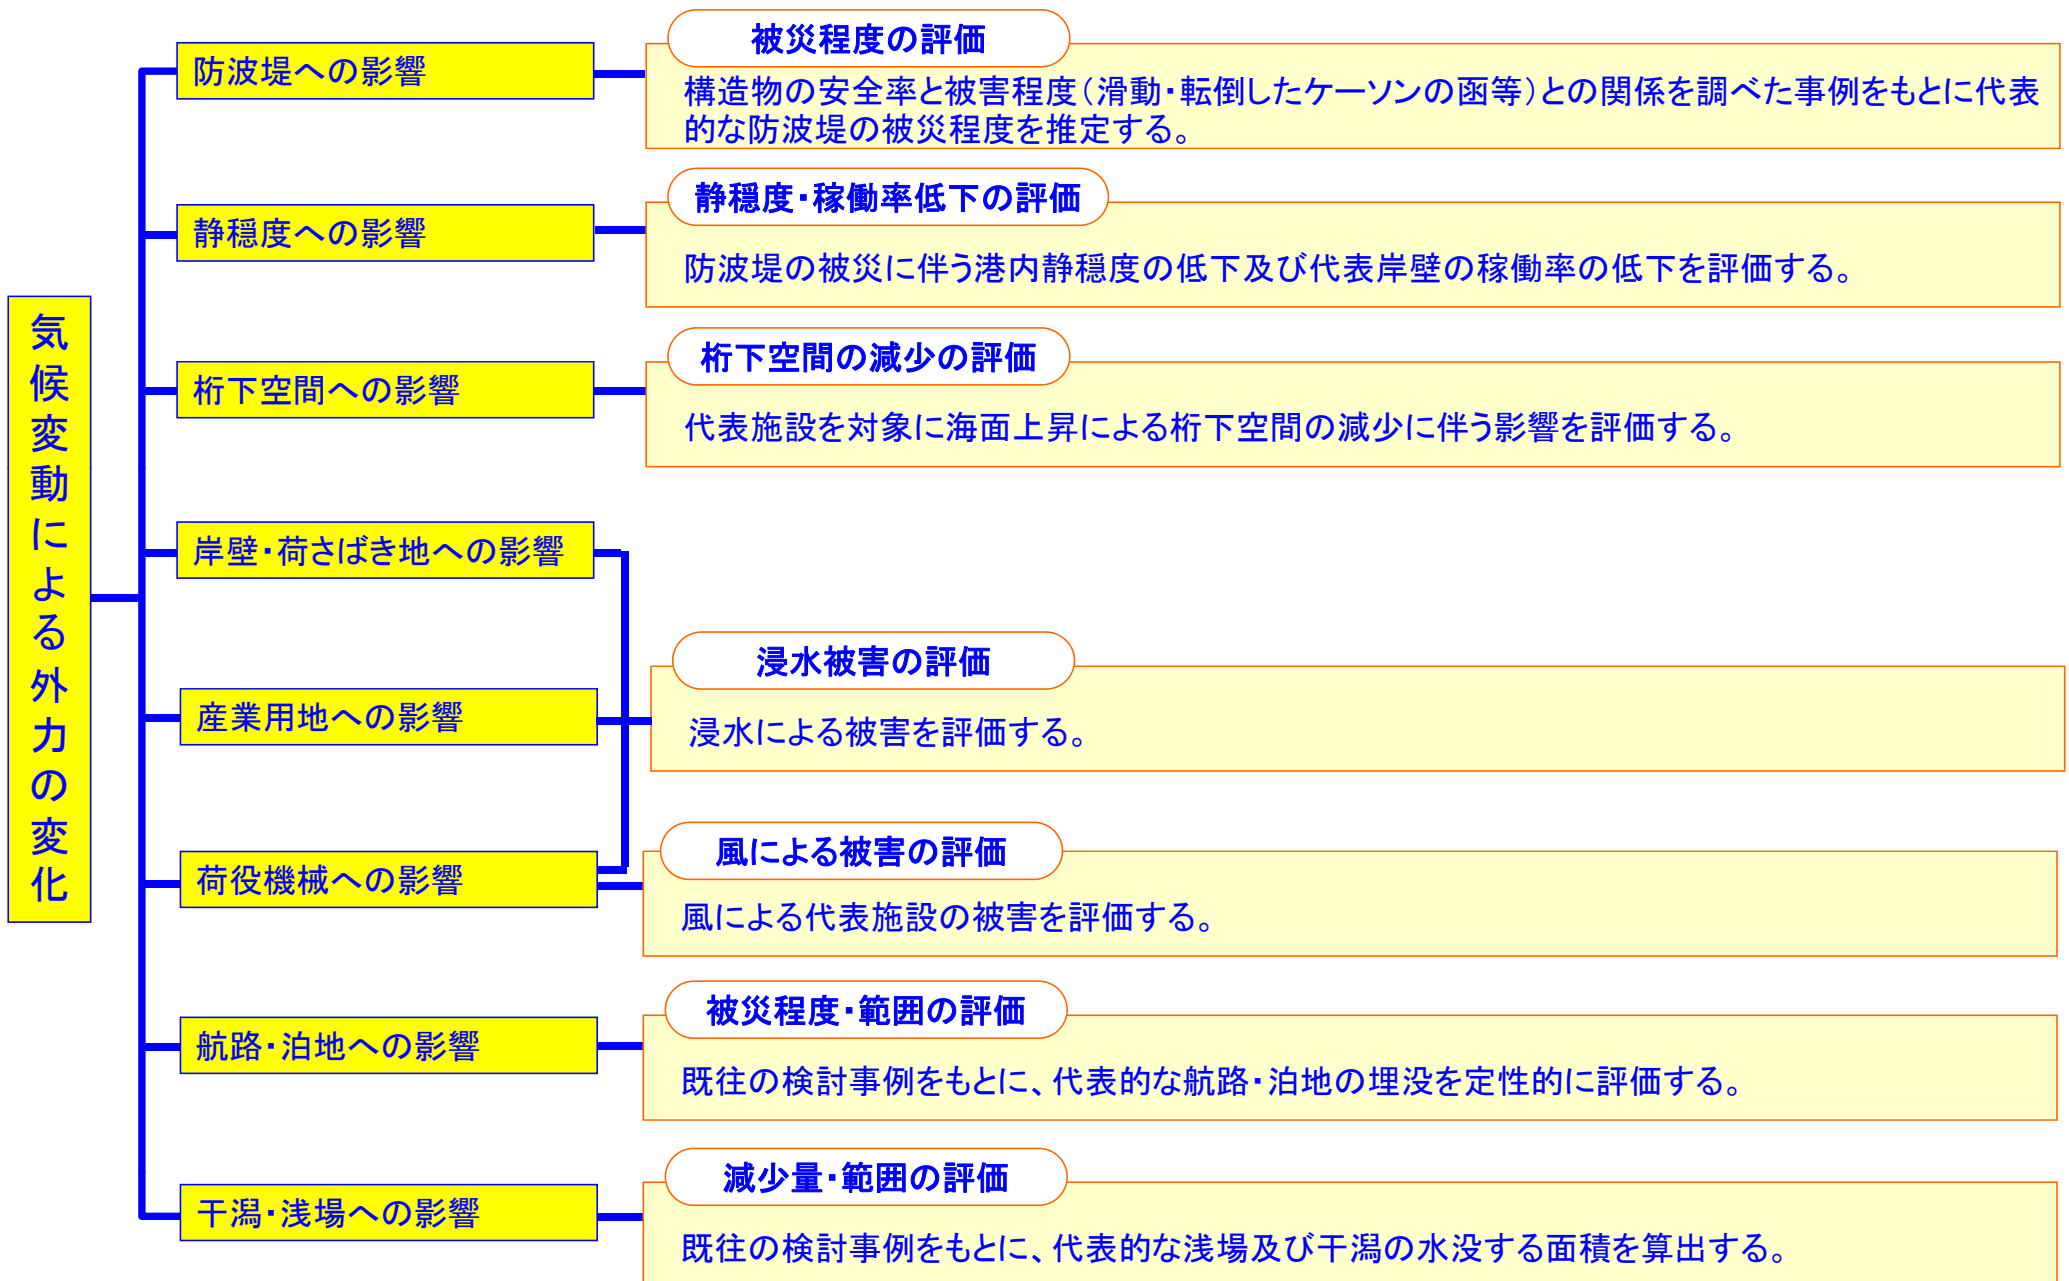 気候変動による外力の変化
防波堤への影響
被災程度の評価
構造物の安全率と被害程度（滑動・転倒したケーソンの函等）との関係を調べた事例をもとに代表
的な防波堤の被災程度を推定する。
静穏度への影響
静穏度・稼働率低下の評価
防波堤の被災に伴う港内静穏度の低下及び代表岸壁の稼働率の低下を評価する。
桁下空間への影響
桁下空間の減少の評価
代表施設を対象に海面上昇による桁下空間の減少に伴う影響を評価する。
岸壁・荷さばき地への影響
産業用地への影響
浸水被害の評価
浸水による被害を評価する。
荷役機械への影響
風による被害の評価
風による代表施設の被害を評価する。
航路・泊地への影響
被災程度・範囲の評価
既往の検討事例をもとに、代表的な航路・泊地の埋没を定性的に評価する。
干潟・浅場への影響
減少量・範囲の評価
既往の検討事例をもとに、代表的な浅場及び干潟の水没する面積を算出する。